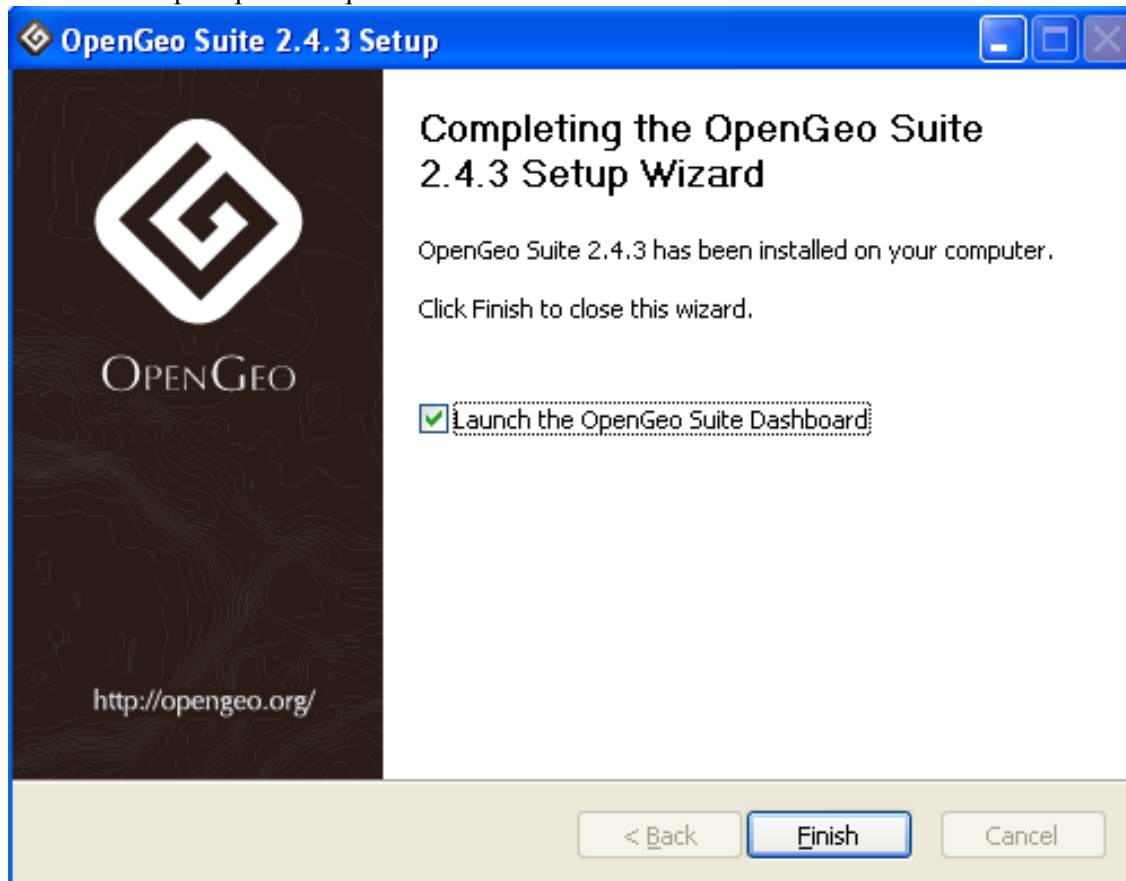 OpenGeo Suite 2.4.3 Setup
Completing the OpenGeo Suite
2.4.3 Setup Wizard
OpenGeo Suite 2.4.3 has been installed on your computer.
Click Finish to close this wizard.
OPENGEO
Launch the OpenGeo Suite Dashboard
http://opengeo.org/
< Back
Finish
Cancel